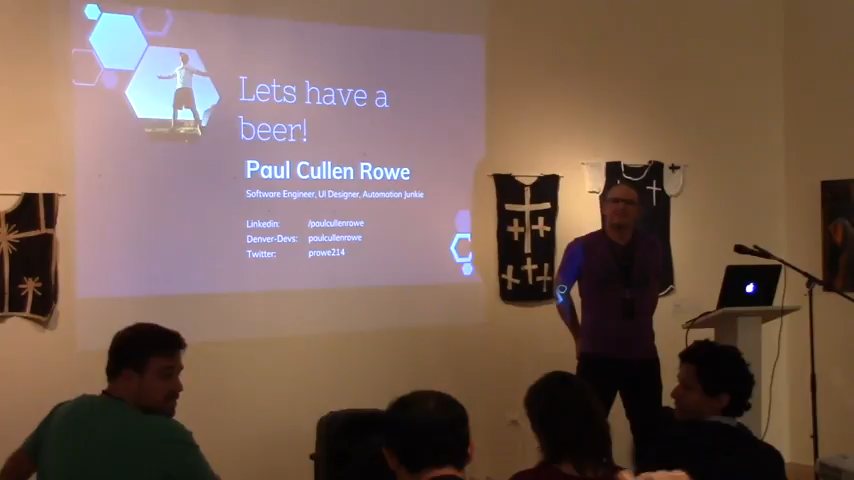 Lets have a
beer!
Paul Cullen Rowe
Software Engineer, UI Designer, Automation Junkie
Linkedin: /paulcullenrowe
Denver-Devs: paulcullenrowe
Twitter: prowe214